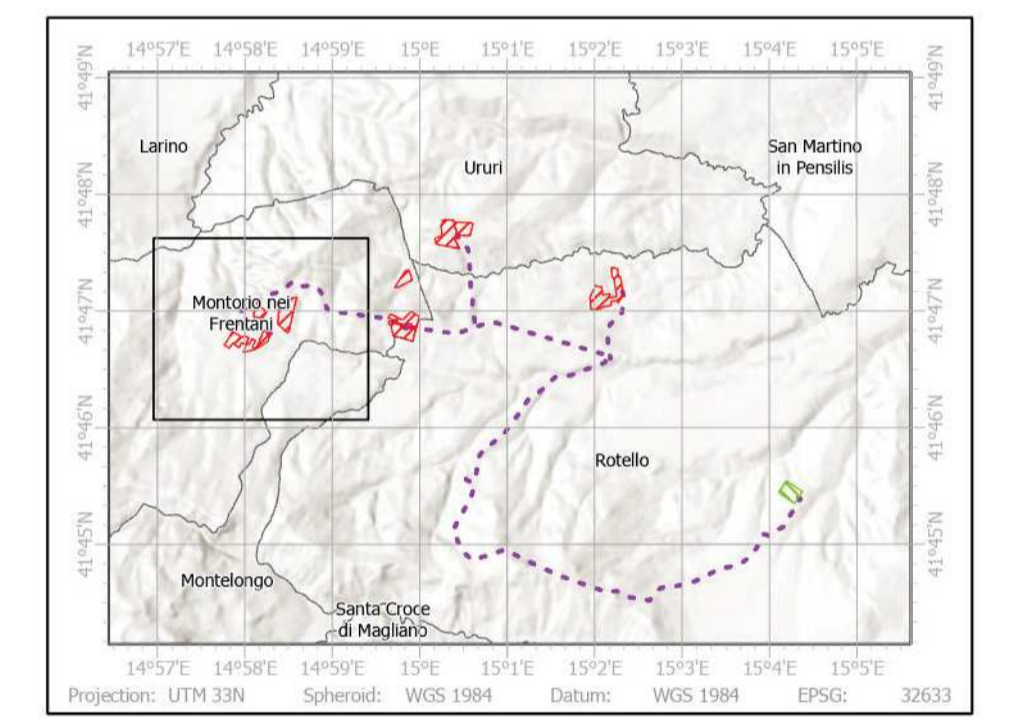 14°57'E 14°58'E 14°59'E 15°E 15°1'E 15°2'E 15°3'E 15°4'E 15°5'E
41°49'N 41°49'N
Larino
Ururi
San Martino
in Pensilis
41°48'N 41°48'N
Montorio nei
Frentani
41°47'N 41°47'N
41°46'N 41°46'N
Rotello
41°45'N 41°45'N
Montelongo
Santa Croce
di Magliano
14°57'E 14°58'E 14°59'E 15°E 15°1'E 15°2'E 15°3'E 15°4'E 15°5'E
Projection: UTM 33N Spheroid: WGS 1984 Datum: WGS 1984 EPSG: 32633